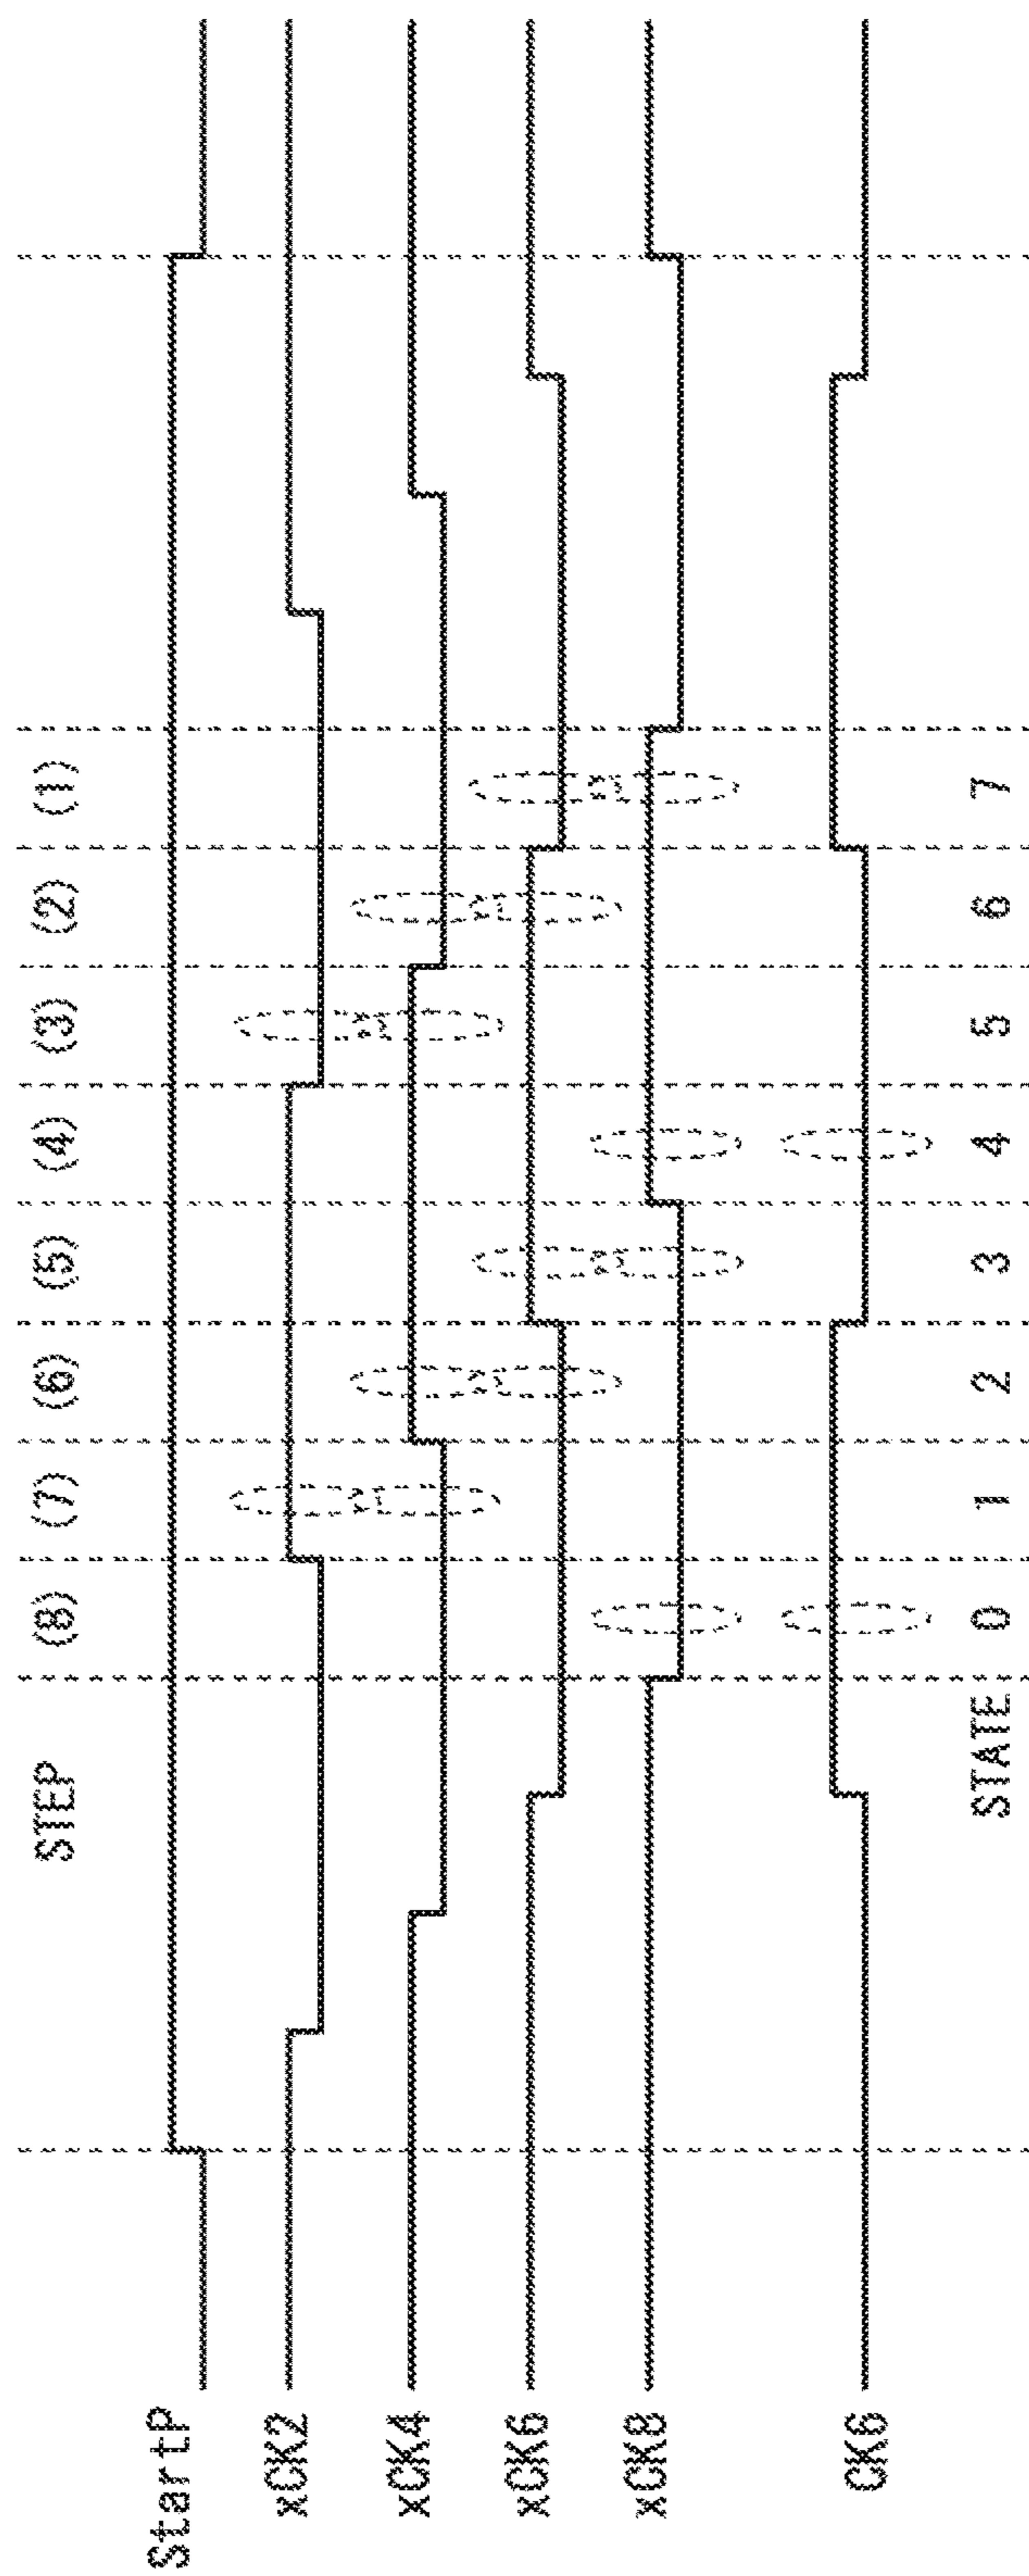 STEP (8) (7) (6) (5) (4) (3) (2) (1)
StartP
xCK2
xCK4
xCK6
xCK8
CK6
STATE 0 1 2 3 4 5 6 7